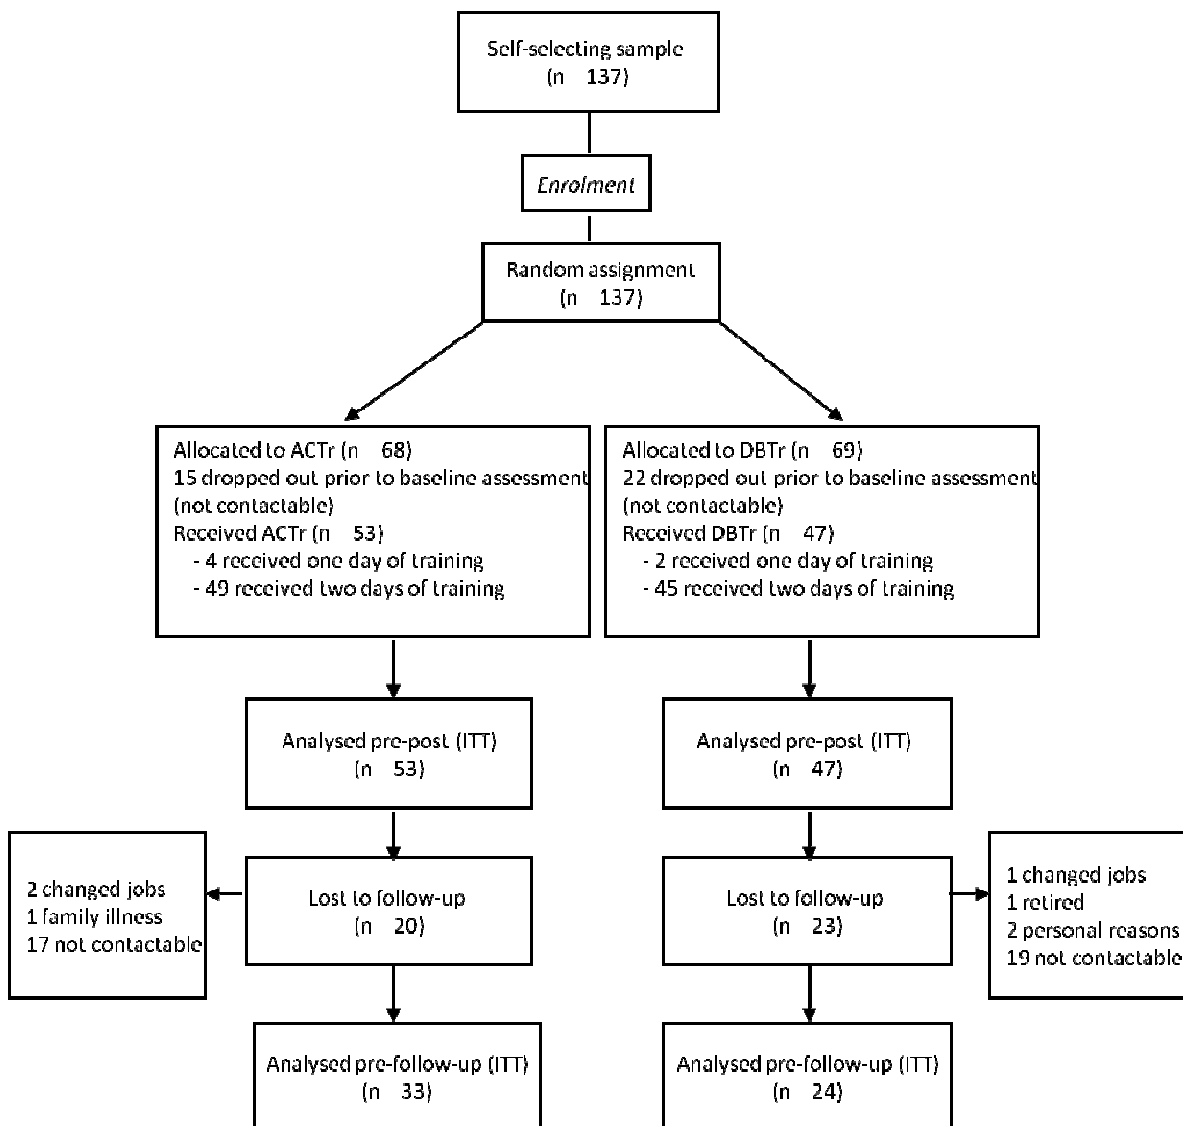 Self-selecting sample
(n 137)
Enrolment
Random assignment
(n 137)
Allocated to ACTr (n 68)
15 dropped out prior to baseline assessment
(not contactable)
Received ACTr (n 53)
- 4 received one day of training
- 49 received two days of training
Allocated to DBTr (n 69)
22 dropped out prior to baseline assessment
(not contactable)
Received DBTr (n 47)
- 2 received one day of training
- 45 received two days of training
Analysed pre-post (ITT)
(n 53)
Analysed pre-post (ITT)
(n 47)
2 changed jobs
1 family illness
17 not contactable
Lost to follow-up
(n 20)
Lost to follow-up
(n 23)
1 changed jobs
1 retired
2 personal reasons
19 not contactable
Analysed pre-follow-up (ITT)
(n 33)
Analysed pre-follow-up (ITT)
(n 24)